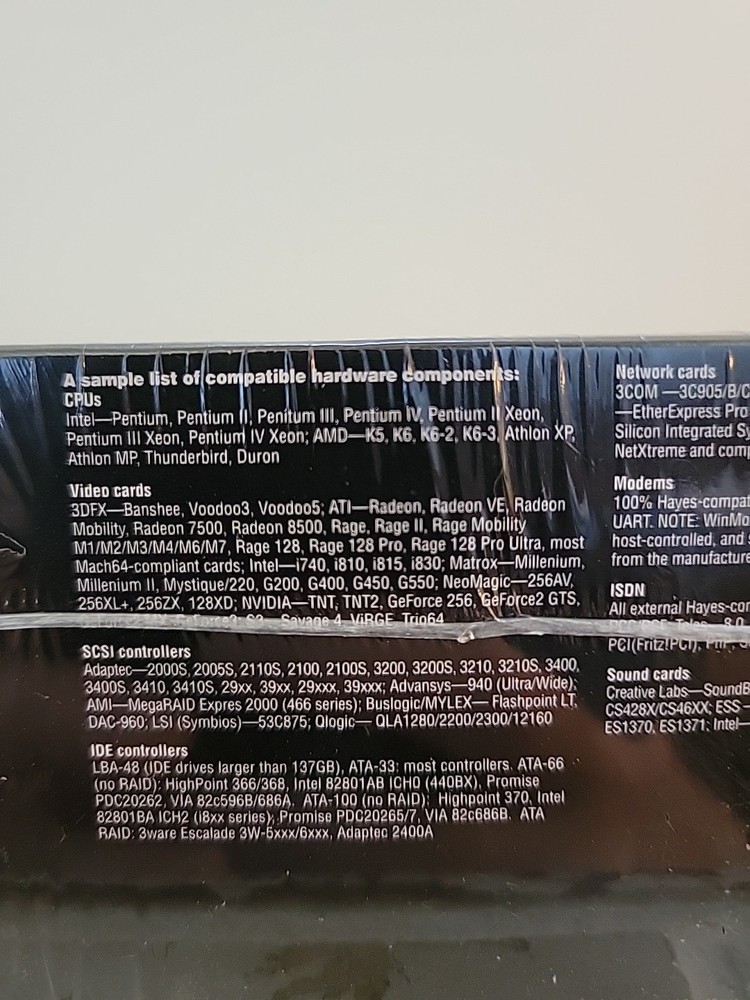 A sample list of compatible hardware components:
CPUs
Intel—Pentium, Pentium II, Penitum III, Pentium IV, Pentium II Xeon,
Pentium III Xeon, Pentium IV Xeon; AMD—K5, K6, K6-2, K6-3, Athlon XP,
Athlon MP, Thunderbird, Duron
Video cards
3DFX—Banshee, Voodoo3, Voodoo5; ATI—Radeon, Radeon VE, Radeon
Mobility, Radeon 7500, Radeon 8500, Rage, Rage II, Rage Mobility
M1/M2/M3/M4/M6/M7, Rage 128, Rage 128 Pro, Rage 128 Pro Ultra, most
Mach64-compliant cards; Intel—i740, i810, i815, i830; Matrox—Millenium,
Millenium II, Mystique/220, G200, G400, G450, G550; NeoMagic—256AV,
256XL+, 256ZX, 128XD; NVIDIA—TNT, TNT2, GeForce 256, GeForce2 GTS,
Savage 4, ViRGE, Trio64
SCSI controllers
Adaptec—2000S, 2005S, 2110S, 2100, 2100S, 3200, 3200S, 3210, 3210S, 3400,
3400S, 3410, 3410S, 29xx, 39xx, 29xxx, 39xxx; Advansys—940 (Ultra/Wide);
AMI—MegaRAID Expres 2000 (466 series); Buslogic/MYLEX— Flashpoint LT,
DAC-960; LSI (Symbios)—53C875; Qlogic— QLA1280/2200/2300/12160
IDE controllers
LBA-48 (IDE drives larger than 137GB), ATA-33: most controllers. ATA-66
(no RAID): HighPoint 366/368, Intel 82801AB ICH0 (440BX), Promise
PDC20262, VIA 82c596B/686A. ATA-100 (no RAID): Highpoint 370, Intel
82801BA ICH2 (i8xx series); Promise PDC20265/7, VIA 82c686B. ATA
RAID: 3ware Escalade 3W-5xxx/6xxx, Adaptec 2400A
Network cards
3COM —3C905/B/C
—EtherExpress Pro
Silicon Integrated Sy
NetXtreme and comp
Modems
100% Hayes-compat
UART. NOTE: WinMo
host-controlled, and s
from the manufacture
ISDN
All external Hayes-cor
PCI(Fritz!PCI),
Sound cards
Creative Labs—SoundB
CS428X/CS46XX; ESS
ES1370, ES1371; Intel—